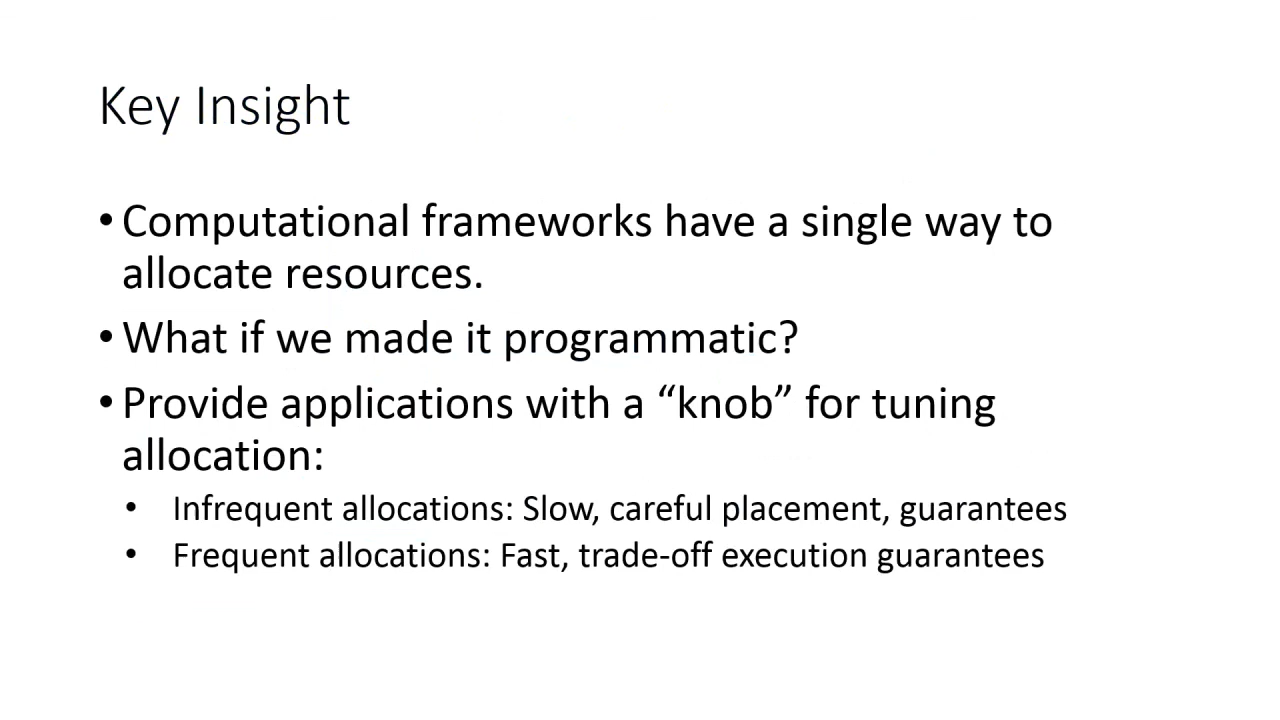 Key Insight
• Computational frameworks have a single way to
allocate resources.
• What if we made it programmatic?
• Provide applications with a “knob” for tuning
allocation:
• Infrequent allocations: Slow, careful placement, guarantees
• Frequent allocations: Fast, trade-off execution guarantees